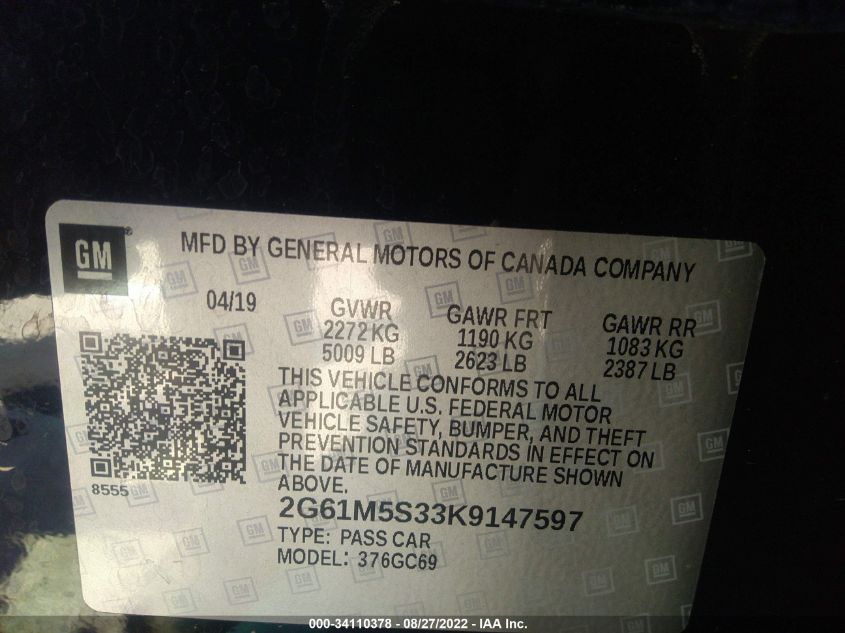 GM®
MFD BY GENERAL MOTORS OF CANADA COMPANY
04/19
GVWR
2272 KG
5009 LB
GAWR FRT
1190 KG
2623 LB
GAWR RR
1083 KG
2387 LB
THIS VEHICLE CONFORMS TO ALL
APPLICABLE U.S. FEDERAL MOTOR
VEHICLE SAFETY, BUMPER, AND THEFT
PREVENTION STANDARDS IN EFFECT ON
THE DATE OF MANUFACTURE SHOWN
ABOVE.
8555
2G61M5S33K9147597
TYPE: PASS CAR
MODEL: 376GC69
000-34110378 - 08/27/2022 - IAA Inc.